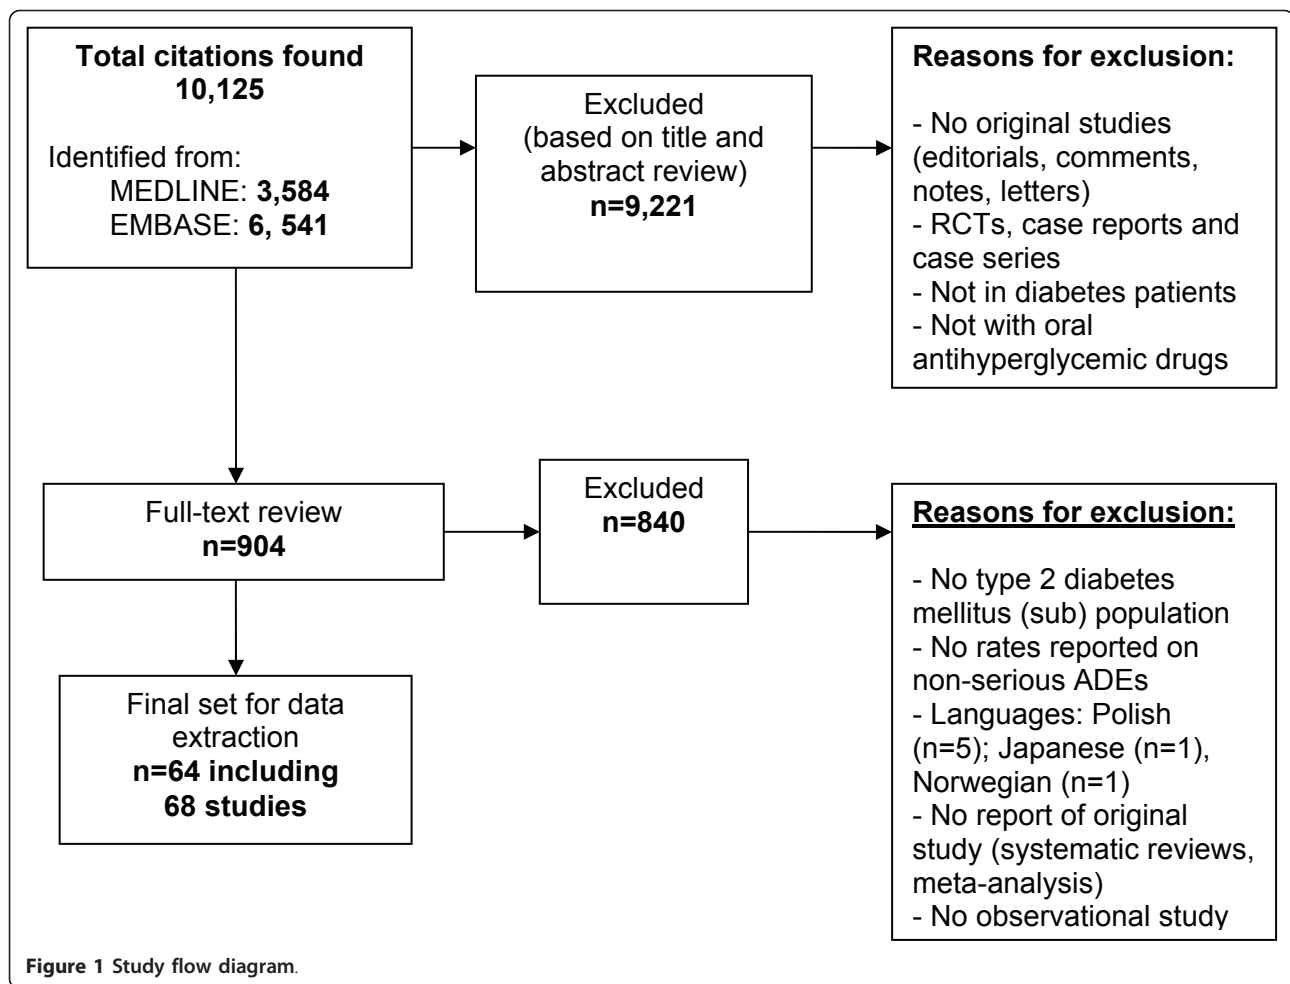 Total citations found
10,125
Identified from:
MEDLINE: 3,584
EMBASE: 6, 541
Excluded
(based on title and
abstract review)
n=9,221
Reasons for exclusion:
- No original studies
(editorials, comments,
notes, letters)
- RCTs, case reports and
case series
- Not in diabetes patients
- Not with oral
antihyperglycemic drugs
Full-text review
n=904
Excluded
n=840
Reasons for exclusion:
- No type 2 diabetes
mellitus (sub) population
- No rates reported on
non-serious ADEs
- Languages: Polish
(n=5); Japanese (n=1),
Norwegian (n=1)
- No report of original
study (systematic reviews,
meta-analysis)
- No observational study
Final set for data
extraction
n=64 including
68 studies
Figure 1 Study flow diagram.